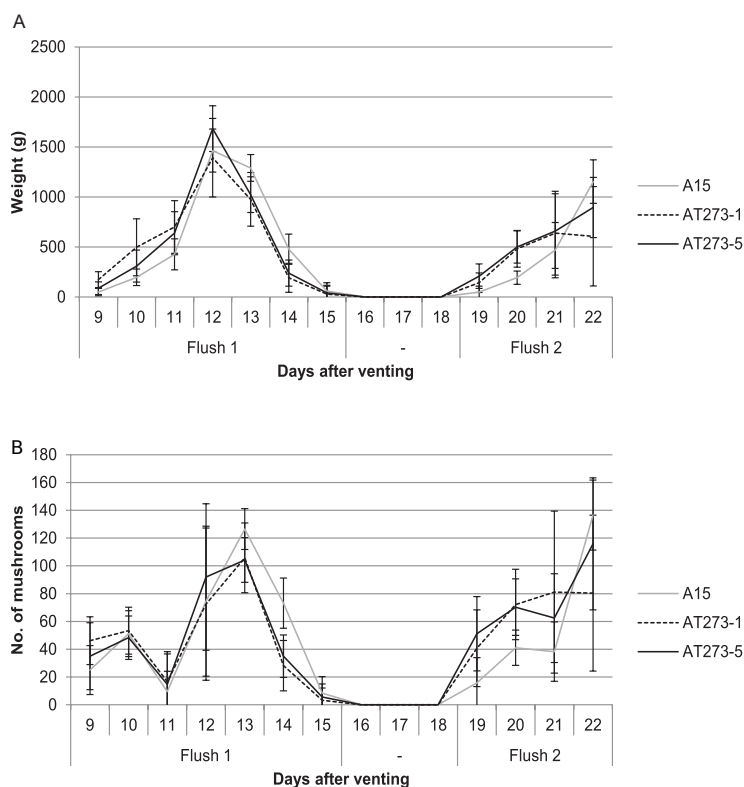 A
2500
2000
1500
1000
500
0
Weight (g)
9 10 11 12 13 14 15 16 17 18 19 20 21 22
Flush 1 - Flush 2
Days after venting
A15
AT273-1
AT273-5
B
180
160
140
120
100
80
60
40
20
0
No. of mushrooms
9 10 11 12 13 14 15 16 17 18 19 20 21 22
Flush 1 - Flush 2
Days after venting
A15
AT273-1
AT273-5